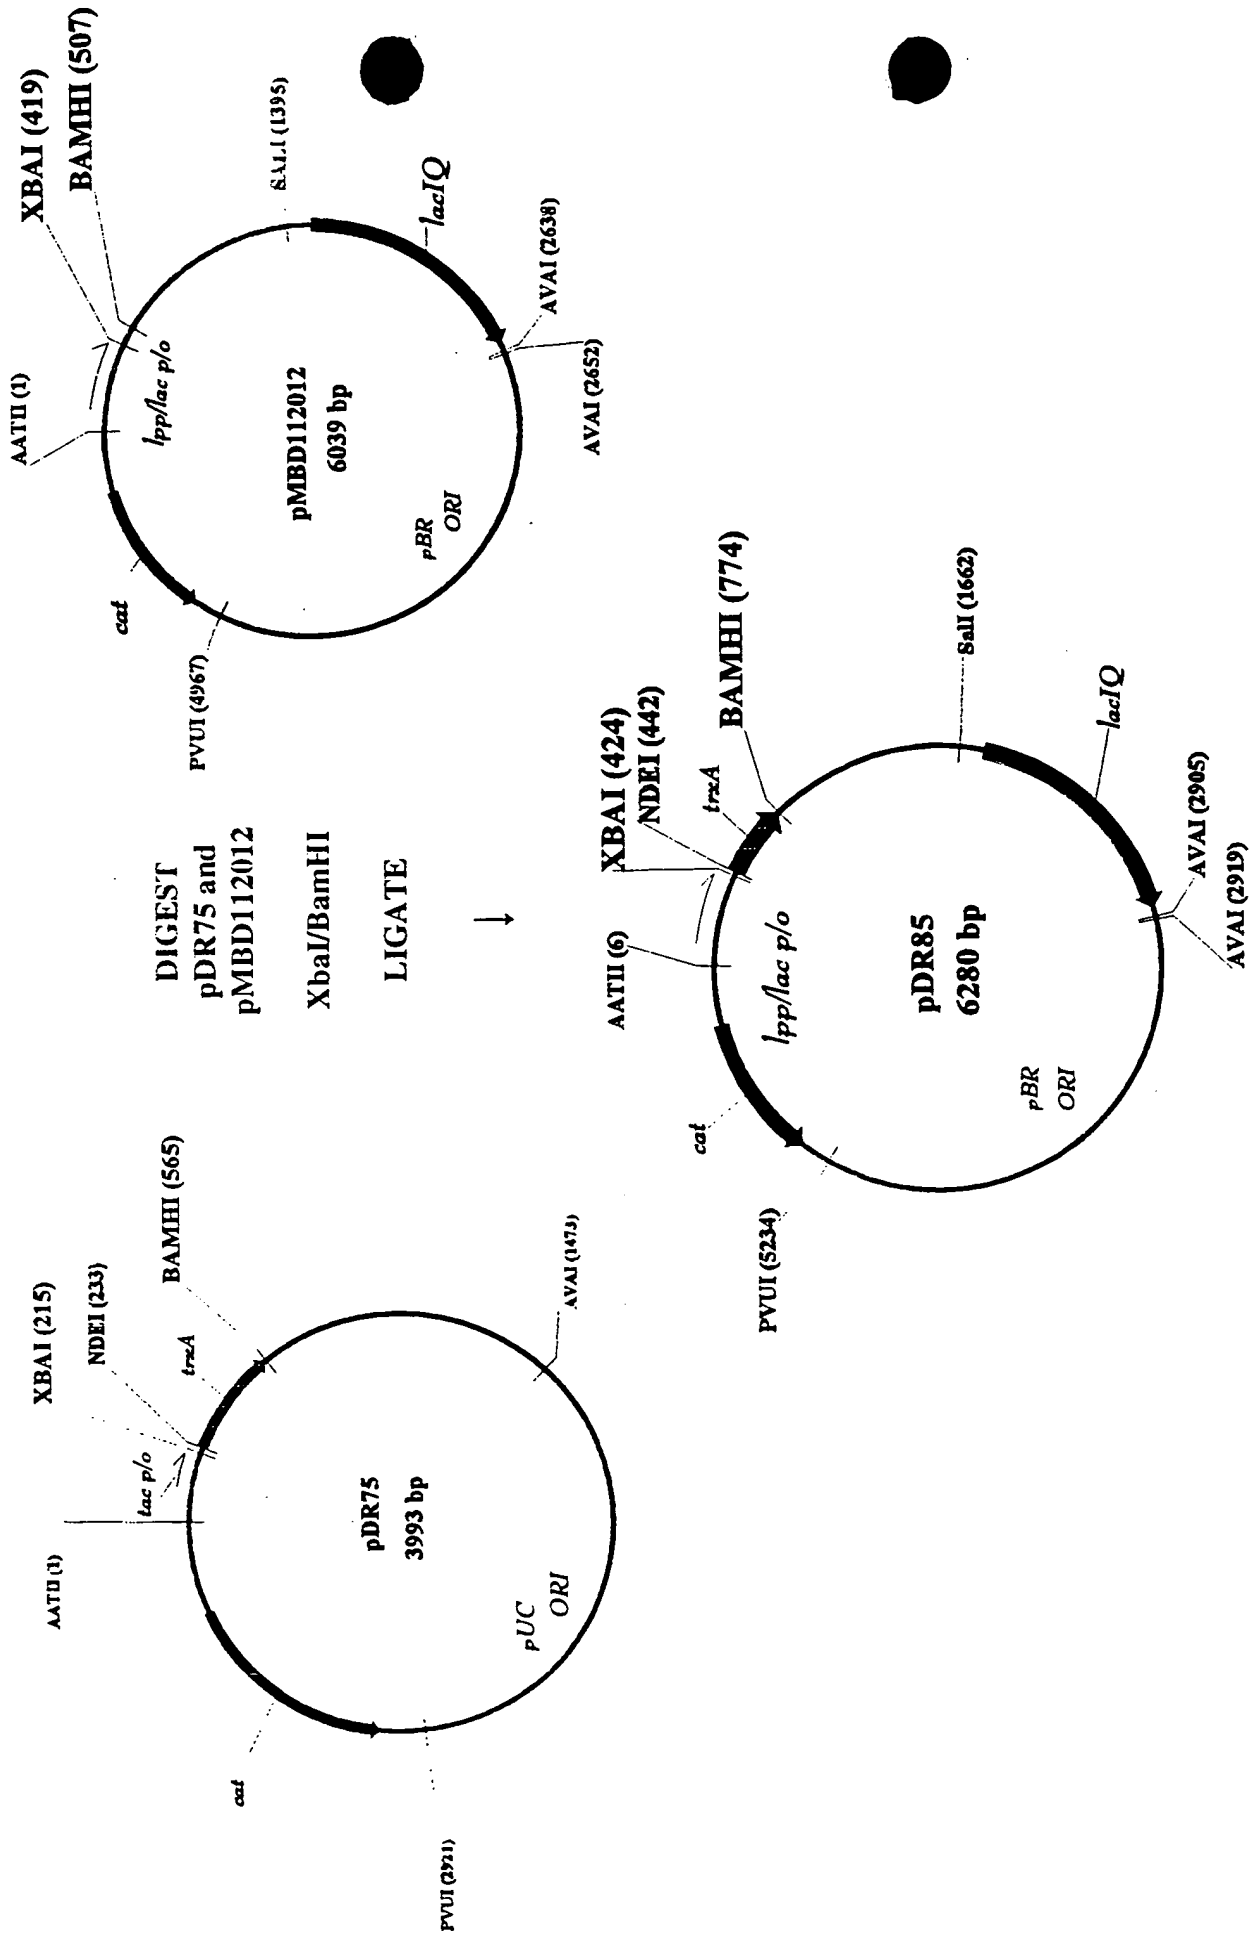 AATII (1)
XBAI (215)
NDEI (233)
BAMHI (565)
tac p/o
trxA
pDR75
3993 bp
cat
pUC
ORI
AVAI (1473)
PVUI (2921)
DIGEST
pDR75 and
pMBD112012
XbaI/BamHI
LIGATE
AATII (1)
XBAI (419)
BAMHI (507)
lpp/lac p/o
SALI (1395)
pMBD112012
6039 bp
cat
lacIQ
pBR
ORI
PVUI (4967)
AVAI (2638)
AVAI (2652)
AATII (6)
XBAI (424)
NDEI (442)
BAMHI (774)
trxA
lpp/lac p/o
SalI (1662)
pDR85
6280 bp
cat
lacIQ
pBR
ORI
PVUI (5234)
AVAI (2905)
AVAI (2919)